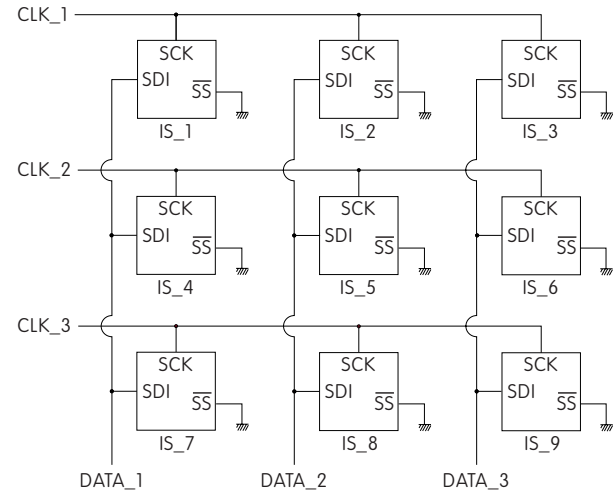 CLK_1
SCK SCK SCK
SDI SS SDI SS SDI SS
IS_1 IS_2 IS_3
CLK_2
SCK SCK SCK
SDI SS SDI SS SDI SS
IS_4 IS_5 IS_6
CLK_3
SCK SCK SCK
SDI SS SDI SS SDI SS
IS_7 IS_8 IS_9
DATA_1 DATA_2 DATA_3